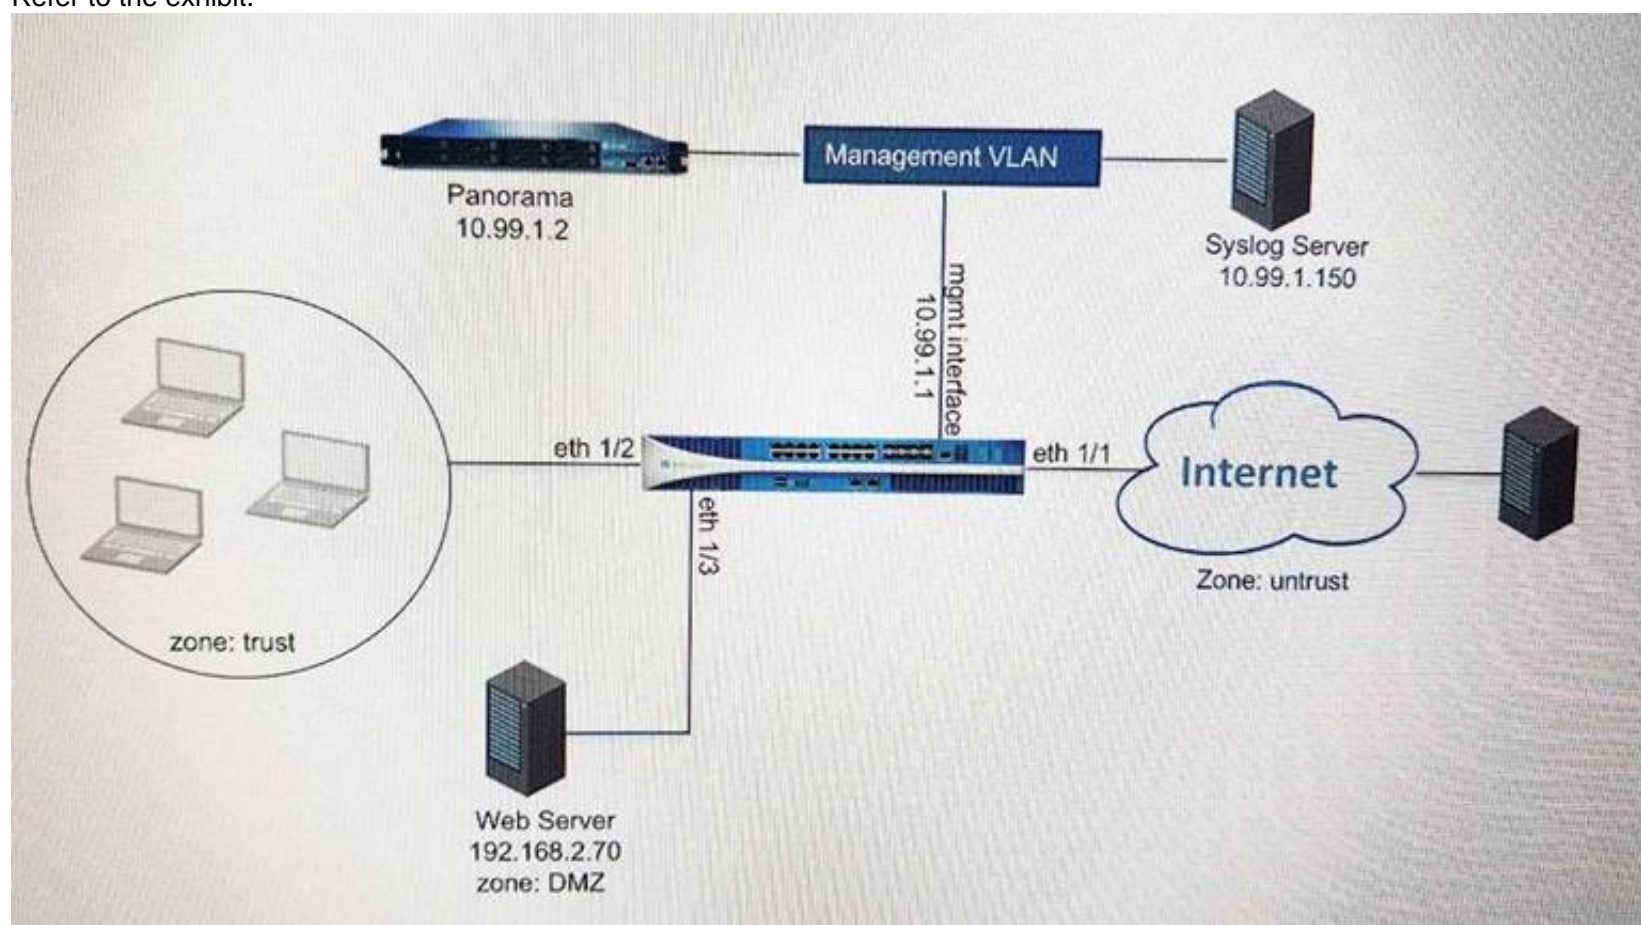 Refer to the exhibit.
Management VLAN
Panorama
10.99.1.2
Syslog Server
10.99.1.150
mgmt interface
10.99.1.1
eth 1/2
eth 1/1
Internet
eth 1/3
Zone: untrust
zone: trust
Web Server
192.168.2.70
zone: DMZ